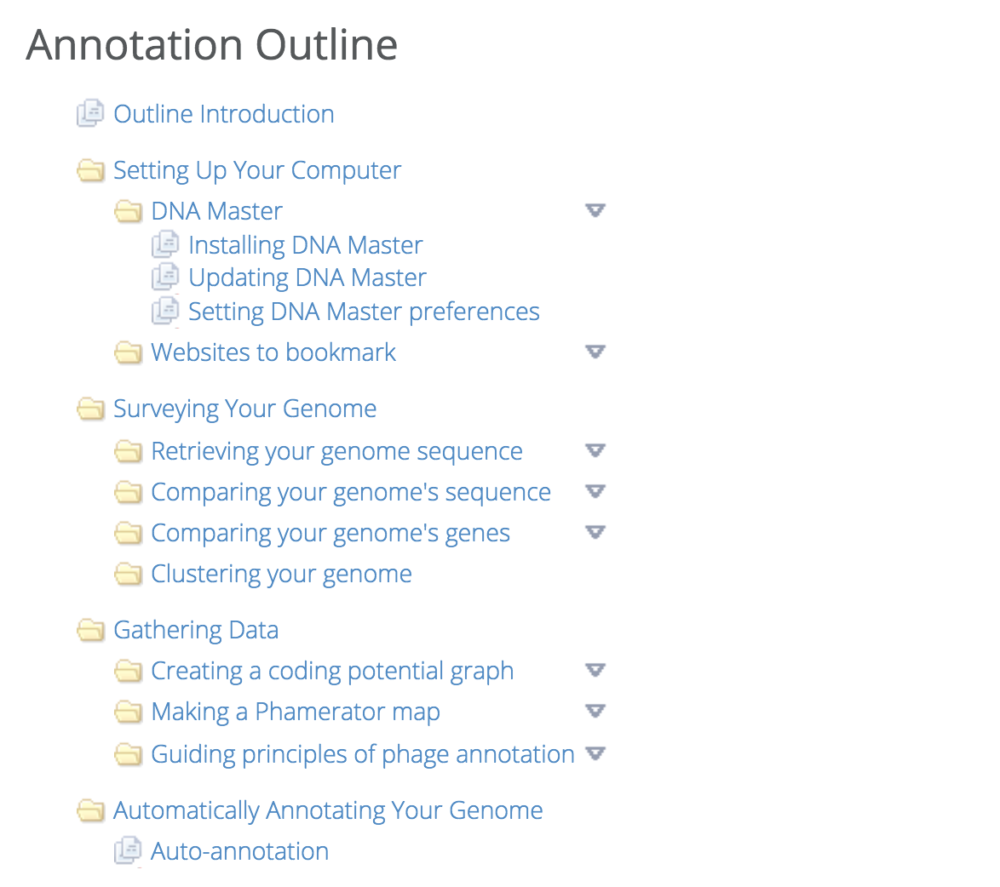 Annotation Outline
Outline Introduction
Setting Up Your Computer
DNA Master
Installing DNA Master
Updating DNA Master
Setting DNA Master preferences
Websites to bookmark
Surveying Your Genome
Retrieving your genome sequence
Comparing your genome's sequence
Comparing your genome's genes
Clustering your genome
Gathering Data
Creating a coding potential graph
Making a Phamerator map
Guiding principles of phage annotation
Automatically Annotating Your Genome
Auto-annotation